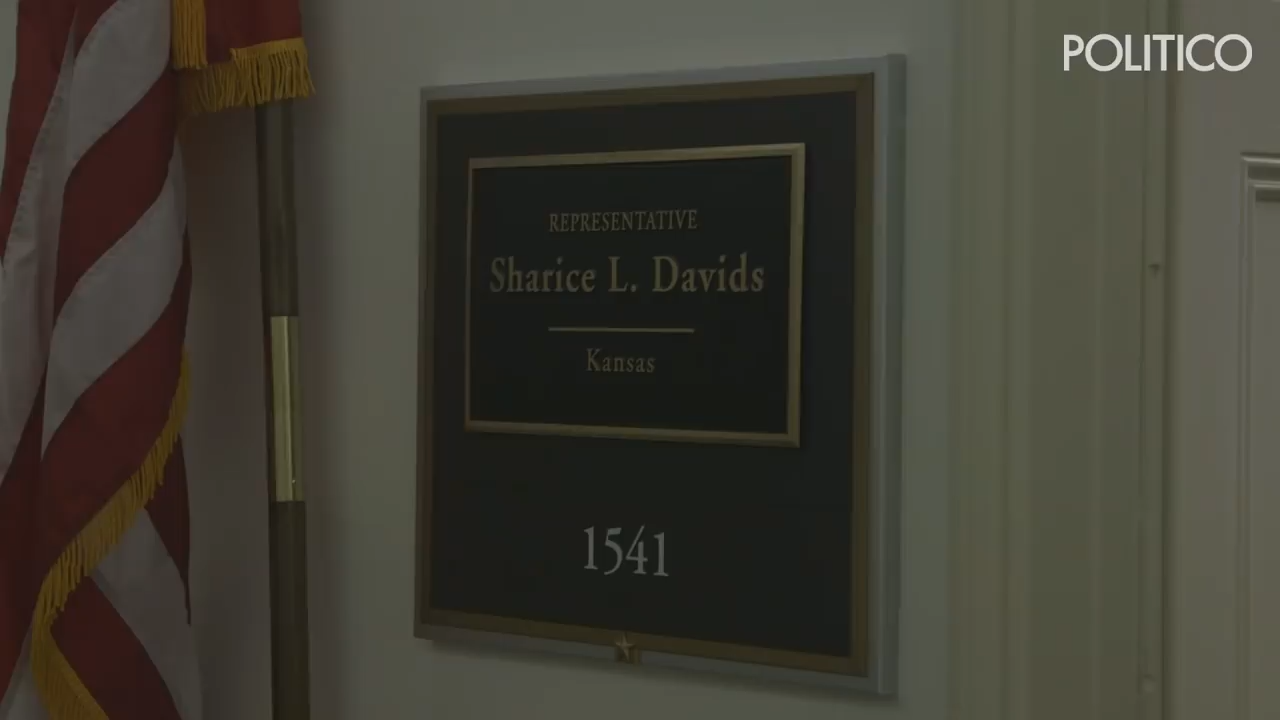 POLITICO
REPRESENTATIVE
Sharice L. Davids
Kansas
1541